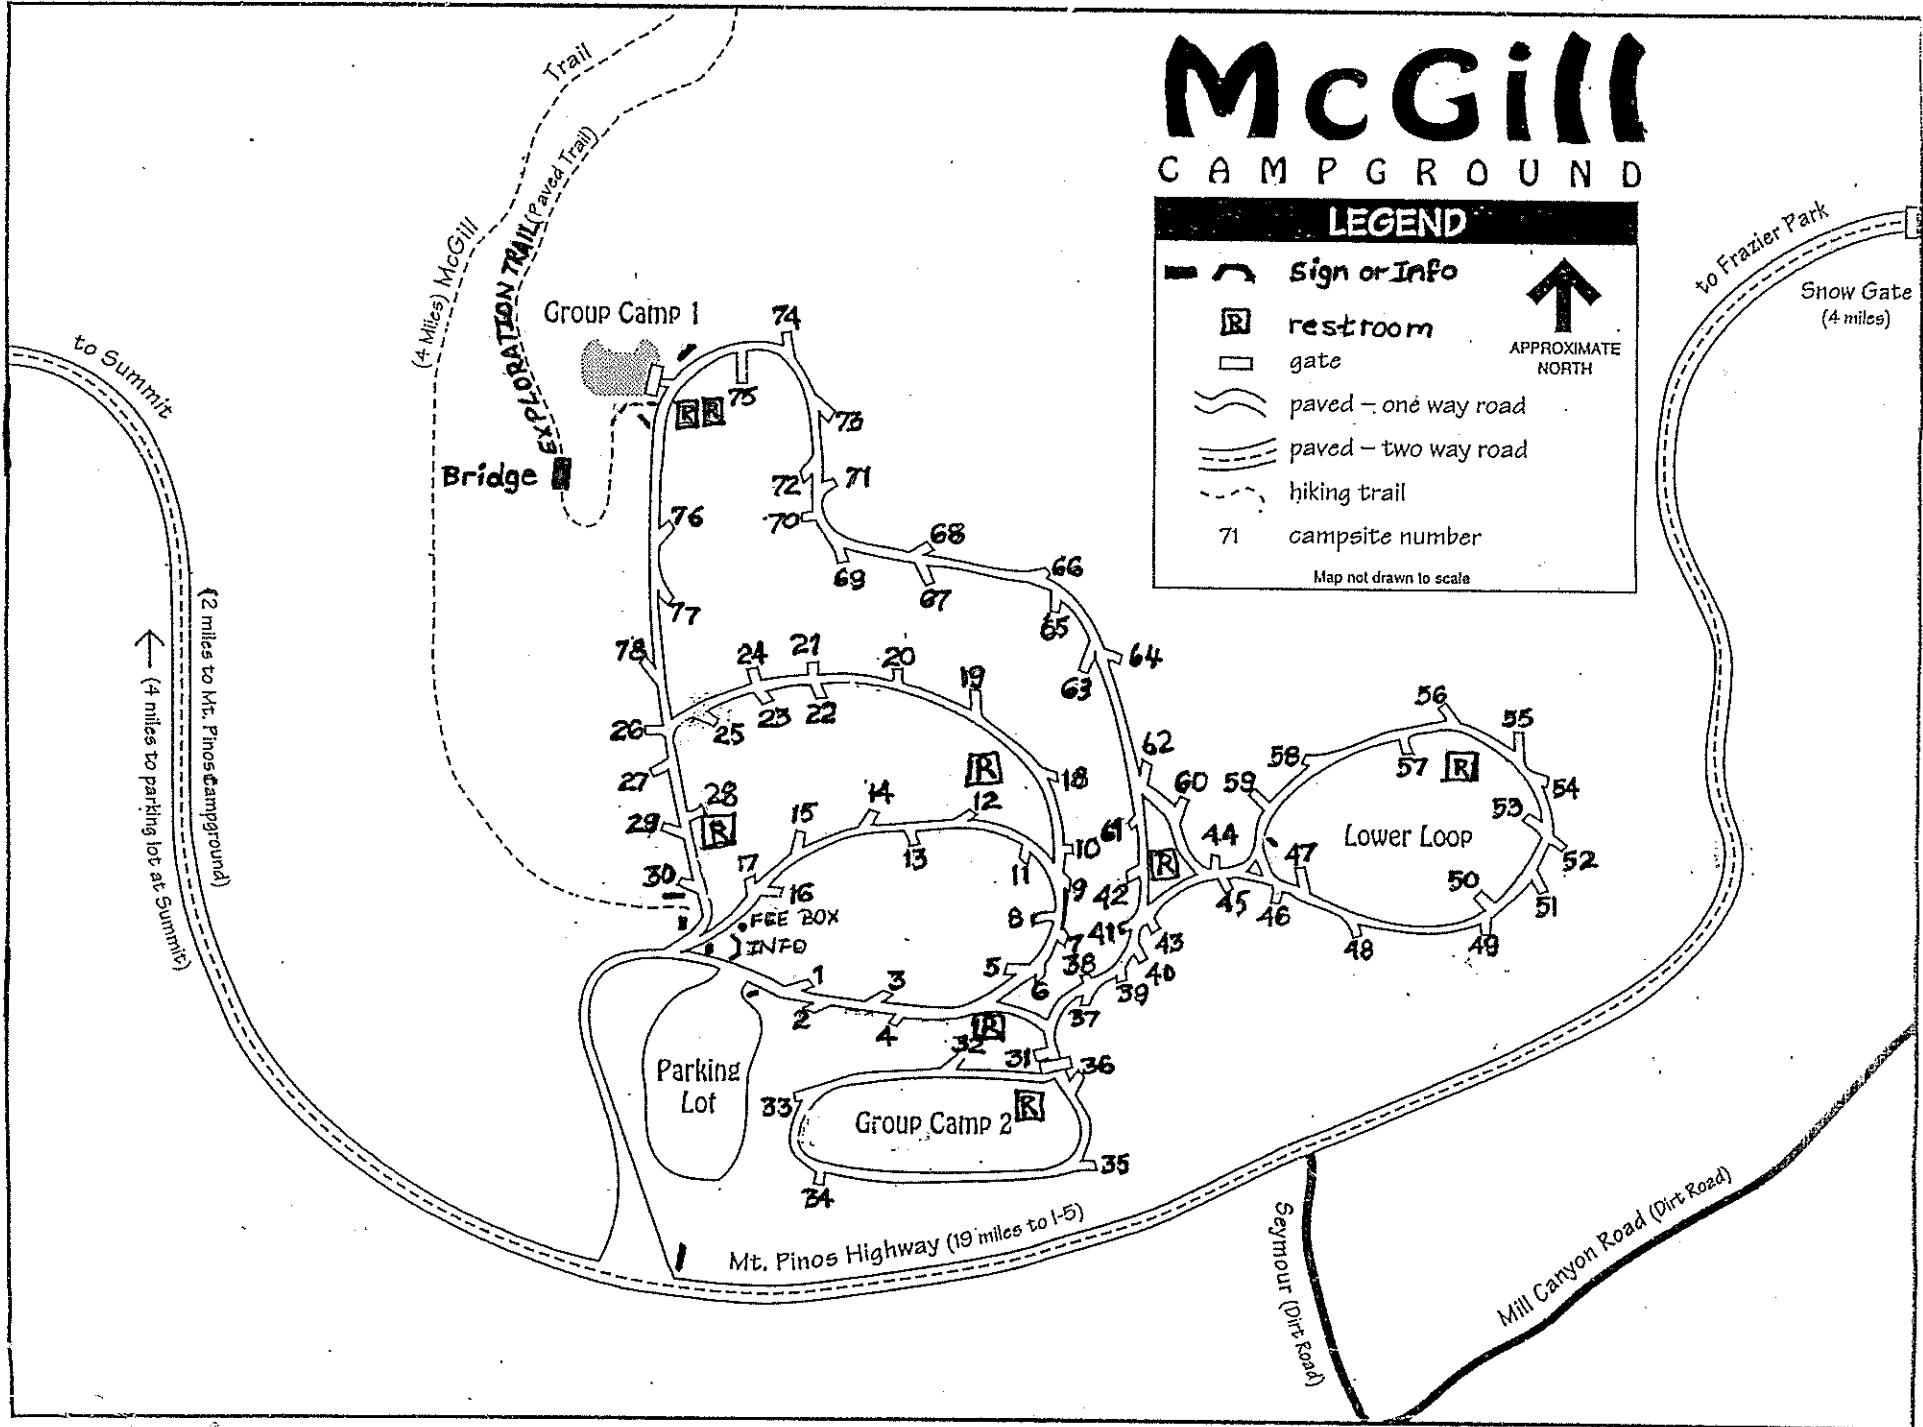 McGill
CAMPGROUND
LEGEND
Sign or Info
restroom
R
gate
paved – one way road
paved – two way road
hiking trail
71 campsite number
Map not drawn to scale
APPROXIMATE
NORTH
Trail
(4 Miles) McGill
EXPLORATION TRAIL (Paved Trail)
Bridge
Group Camp 1
R R
to Summit
(2 miles to Mt. Pinos Campground)
(4 miles to parking lot at Summit)
to Frazier Park
Snow Gate
(4 miles)
74
75
73
72
71
70
69
68
67
66
65
64
63
76
77
78
24
21
20
19
23
22
25
26
27
28
29
30
R
R
18
15
14
12
17
16
13
11
10
9
8
7
5
6
FEE BOX
INFO
1
2
3
4
62
60
61
59
58
57
56
55
54
53
52
51
50
49
48
47
46
45
44
43
42
41
40
39
38
37
R
R
Lower Loop
R
32
31
36
33
34
35
Group Camp 2
R
Parking
Lot
Mt. Pinos Highway (19 miles to I-5)
Seymour (Dirt Road)
Mill Canyon Road (Dirt Road)